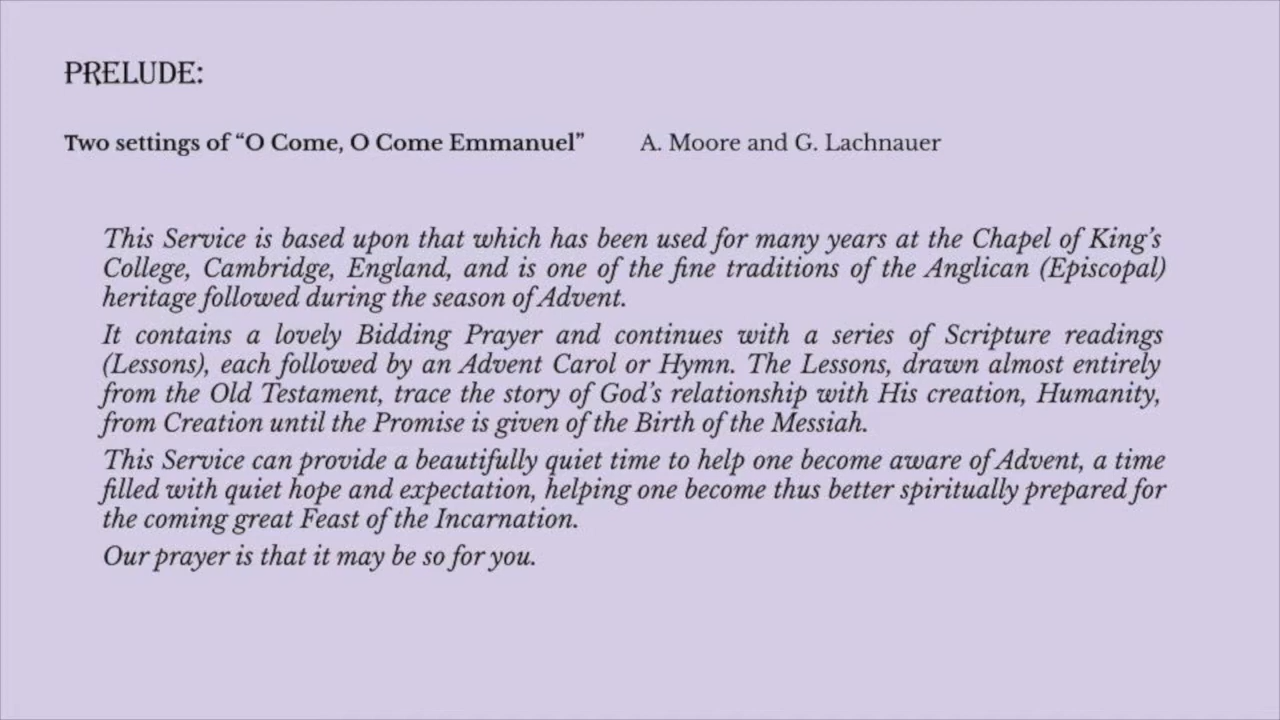 PRELUDE:
Two settings of “O Come, O Come Emmanuel” A. Moore and G. Lachnauer
This Service is based upon that which has been used for many years at the Chapel of King’s
College, Cambridge, England, and is one of the fine traditions of the Anglican (Episcopal)
heritage followed during the season of Advent.
It contains a lovely Bidding Prayer and continues with a series of Scripture readings
(Lessons), each followed by an Advent Carol or Hymn. The Lessons, drawn almost entirely
from the Old Testament, trace the story of God’s relationship with His creation, Humanity,
from Creation until the Promise is given of the Birth of the Messiah.
This Service can provide a beautifully quiet time to help one become aware of Advent, a time
filled with quiet hope and expectation, helping one become thus better spiritually prepared for
the coming great Feast of the Incarnation.
Our prayer is that it may be so for you.